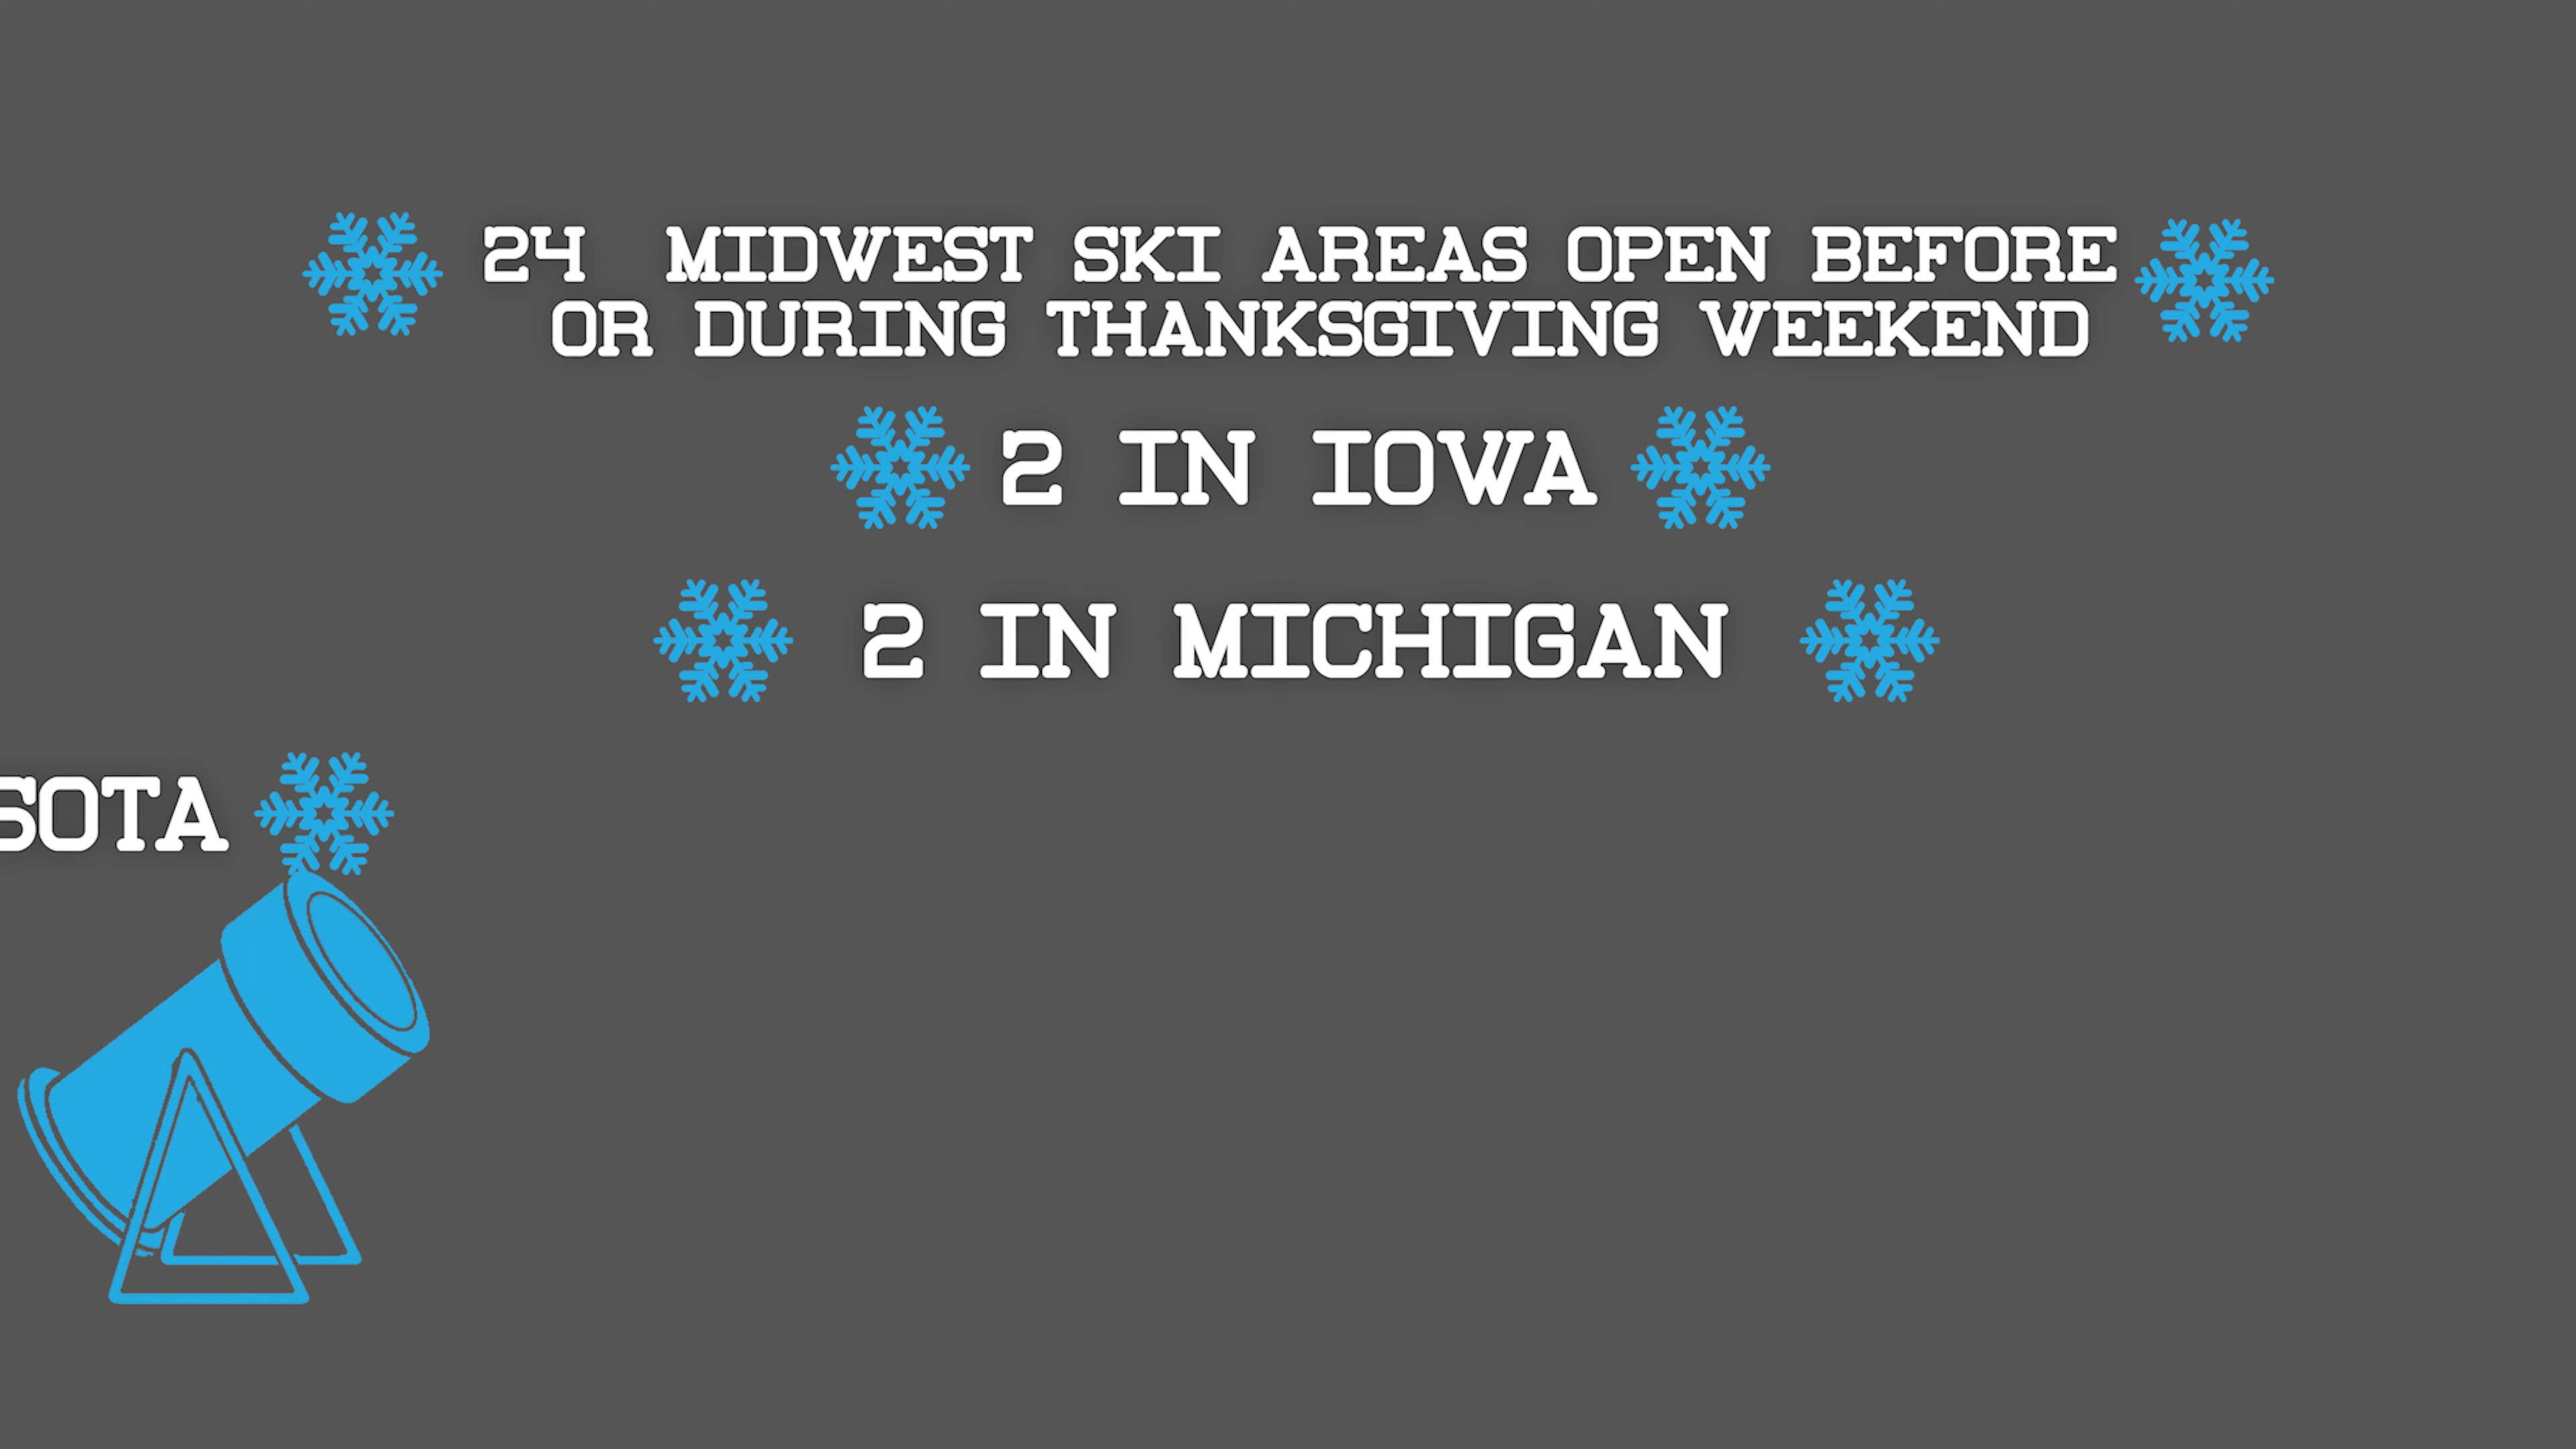 24 MIDWEST SKI AREAS OPEN BEFORE
OR DURING THANKSGIVING WEEKEND
2 IN IOWA
2 IN MICHIGAN
SOTA